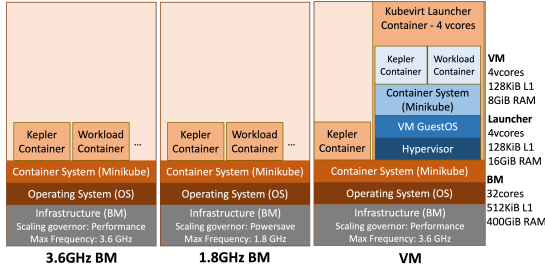 Kepler
Container
Workload
Container
...
Container System (Minikube)
Operating System (OS)
Infrastructure (BM)
Scaling governor: Performance
Max Frequency: 3.6 GHz
3.6GHz BM
Kepler
Container
Workload
Container
...
Container System (Minikube)
Operating System (OS)
Infrastructure (BM)
Scaling governor: Powersave
Max Frequency: 1.8 GHz
1.8GHz BM
Kubevirt Launcher
Container - 4 vcores
Kepler
Container
Workload
Container
Container System
(Minikube)
VM GuestOS
Hypervisor
Kepler
Container
Container System (Minikube)
Operating System (OS)
Infrastructure (BM)
Scaling governor: Performance
Max Frequency: 3.6 GHz
VM
VM
4vcores
128KiB L1
8GiB RAM
Launcher
4vcores
128KiB L1
16GiB RAM
BM
32cores
512KiB L1
400GiB RAM